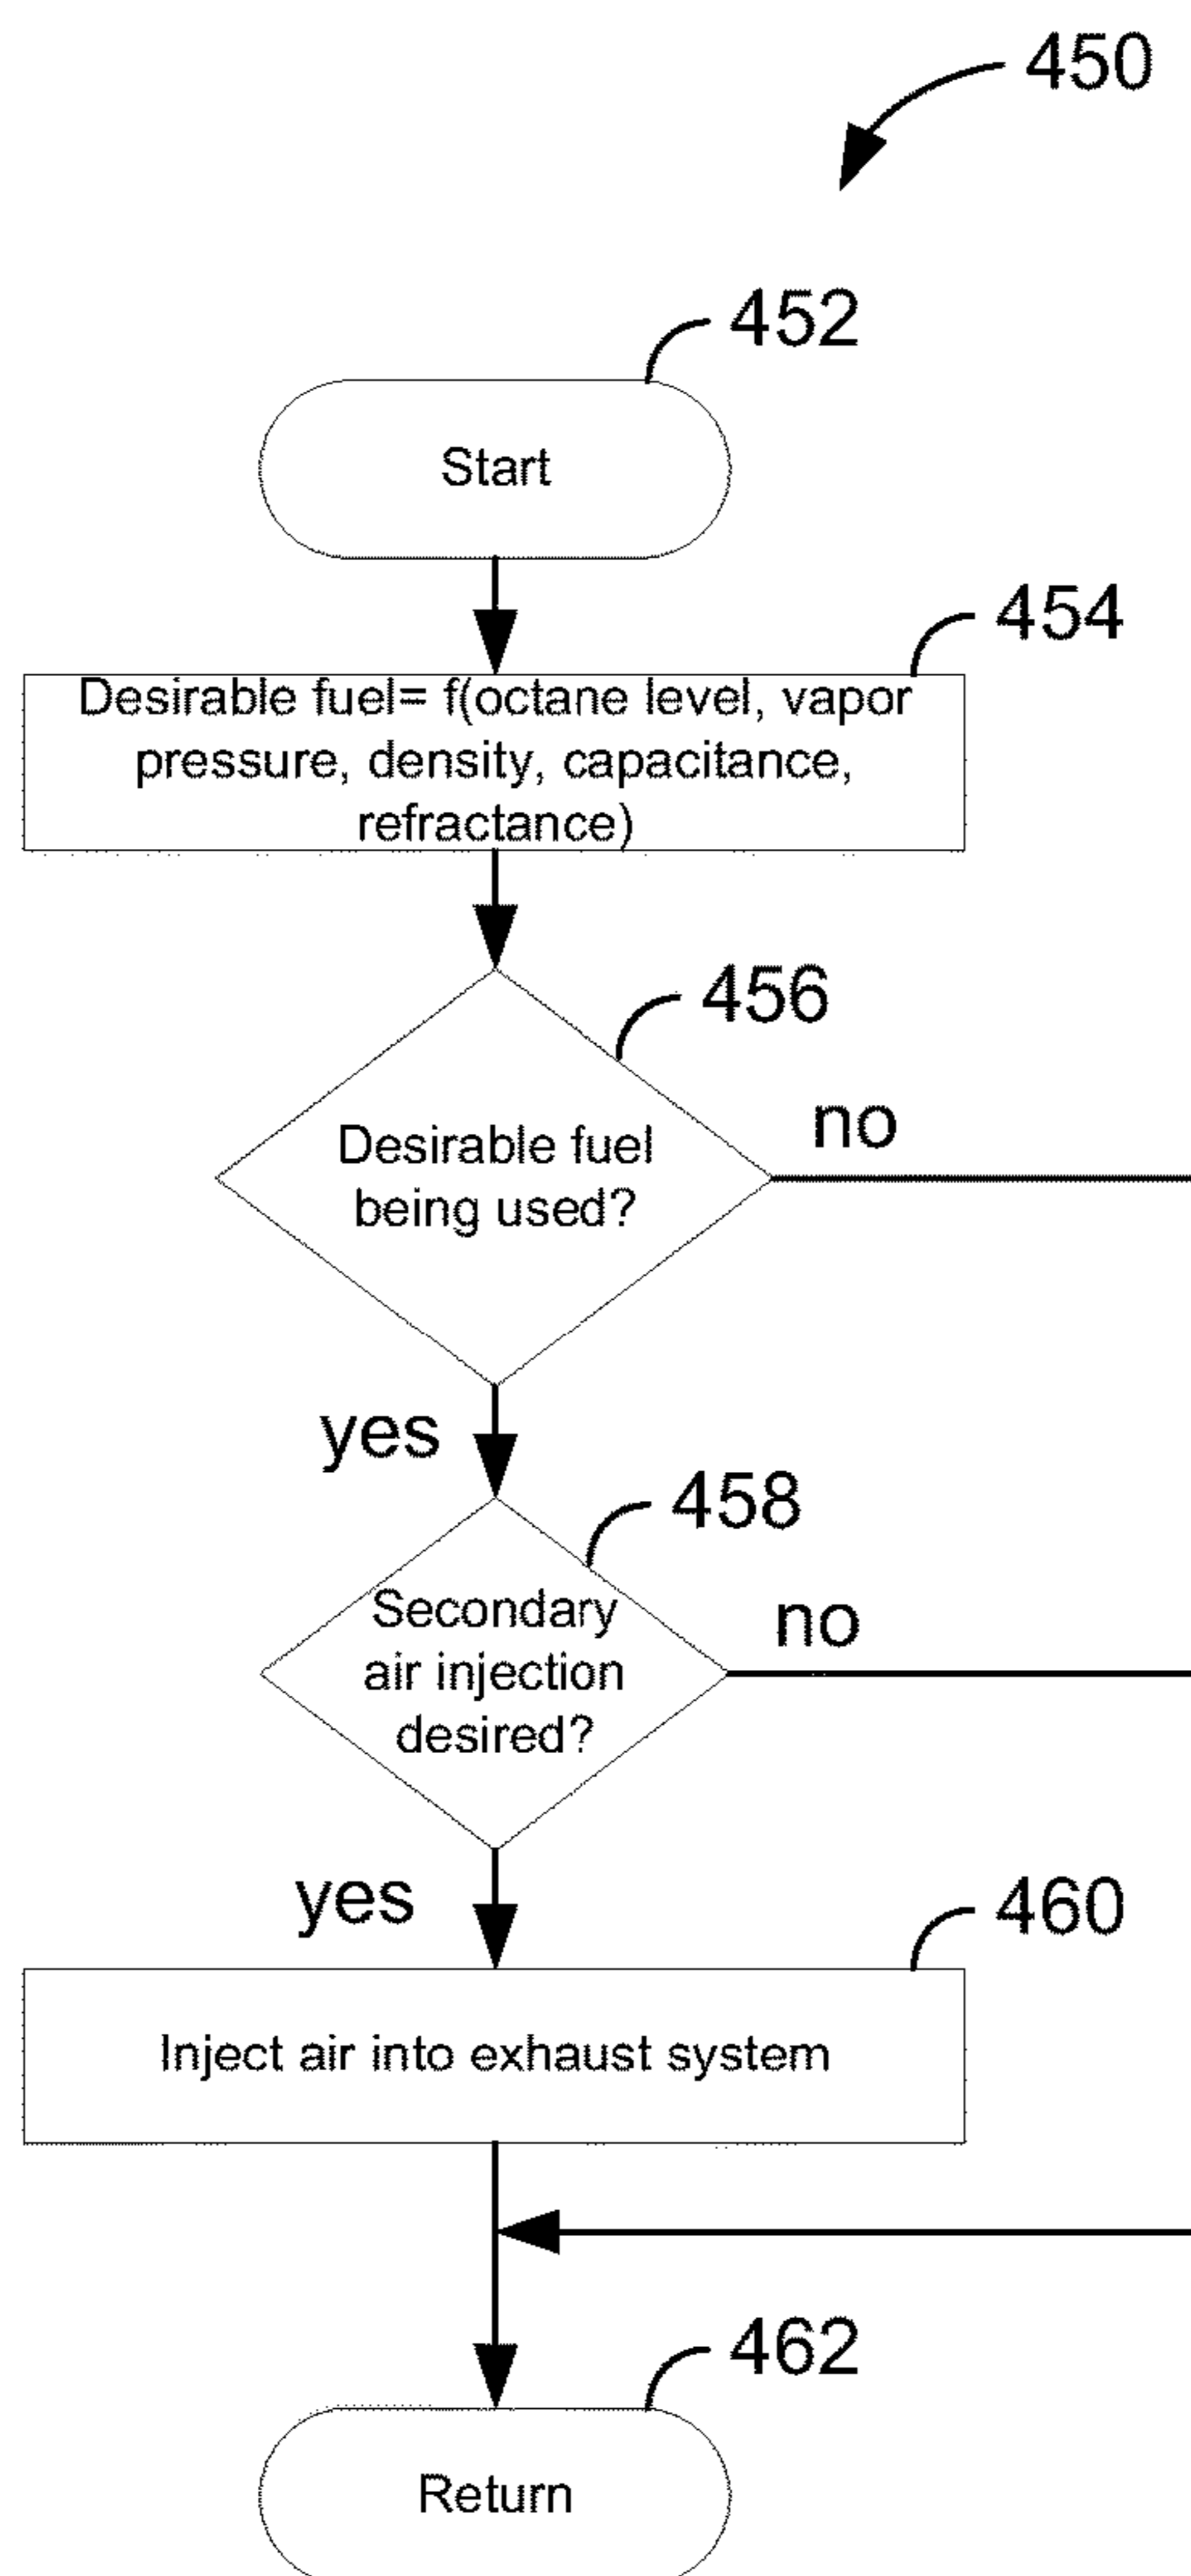 450
452
Start
454
Desirable fuel= f(octane level, vapor
pressure, density, capacitance,
refractance)
456
Desirable fuel
being used?
no
yes
458
Secondary
air injection
desired?
no
yes
460
Inject air into exhaust system
462
Return